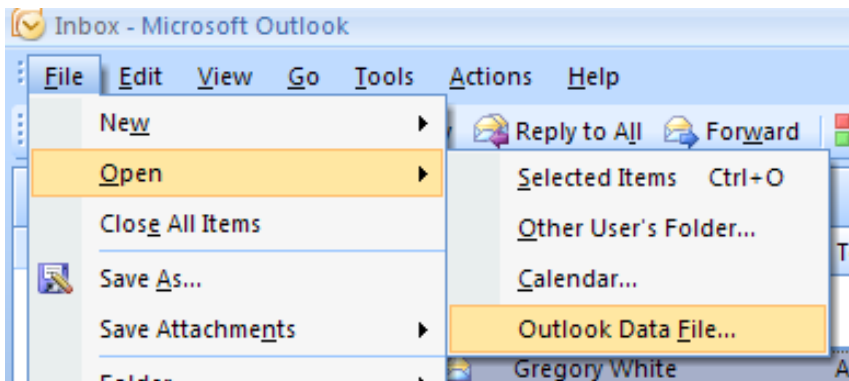 Inbox - Microsoft Outlook
File Edit View Go Tools Actions Help
New
Reply to All Forward
Open
Selected Items Ctrl+O
Close All Items
Other User's Folder...
Save As...
Calendar...
Save Attachments
Outlook Data File...
Gregory White